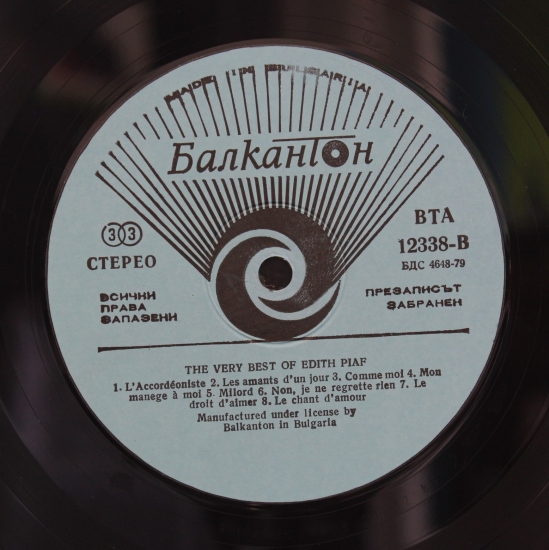 MADE IN BULGARIA
Балкантон
33
СТЕРЕО
ВТА
12338-В
БДС 4648-79
ВСИЧНИ
ПРАВА
ЗАПАЗЕНИ
ПРЕЗАПИСЪТ
ЗАБРАНЕН
THE VERY BEST OF EDITH PIAF
1. L'Accordéoniste 2. Les amants d'un jour 3. Comme moi 4. Mon
manege à moi 5. Milord 6. Non, je ne regrette rien 7. Le
droit d'aimer 8. Le chant d'amour
Manufactured under license by
Balkanton in Bulgaria